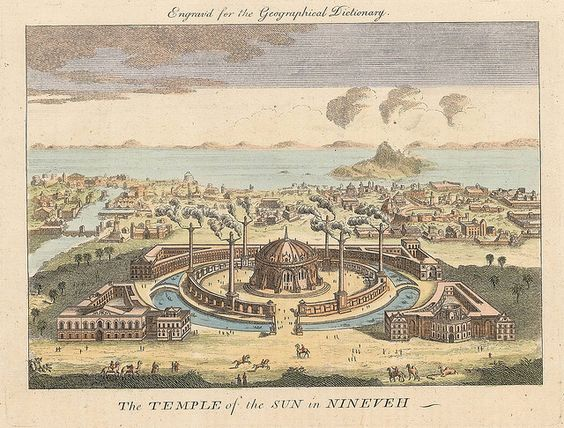 Engrav'd for the Geographical Dictionary.
The TEMPLE of the SUN in NINEVEH